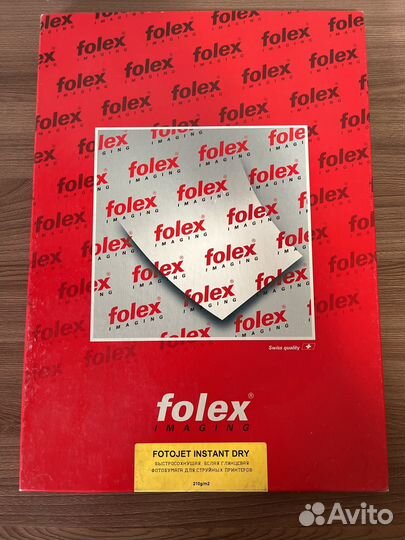 folex®
IMAGING
Swiss quality
folex®
IMAGING
FOTOJET INSTANT DRY
БЫСТРОСОХНУЩАЯ БЕЛАЯ ГЛЯНЦЕВАЯ
ФОТОБУМАГА ДЛЯ СТРУЙНЫХ ПРИНТЕРОВ
210g/m2
Avito